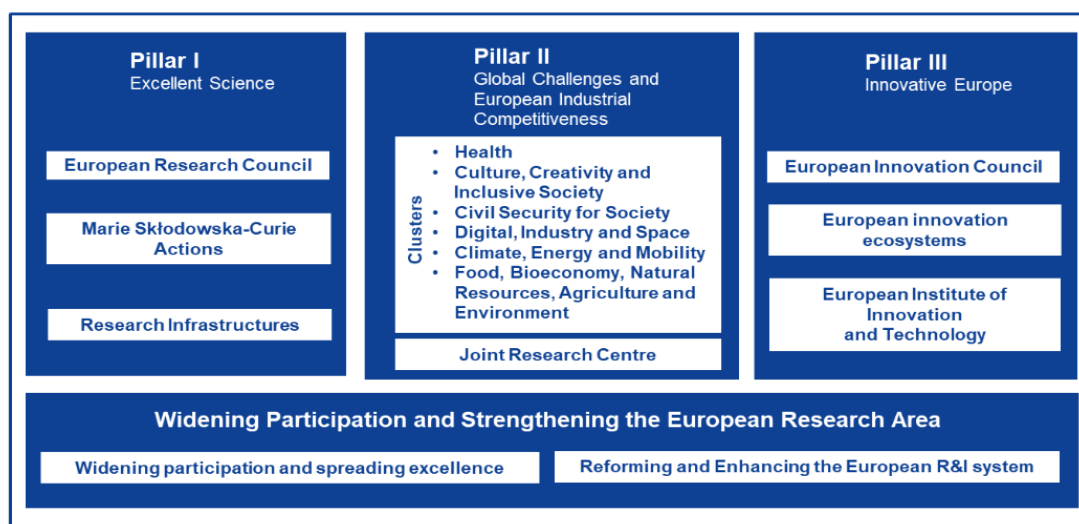 Pillar I
Excellent Science
European Research Council
Marie Skłodowska-Curie
Actions
Research Infrastructures
Pillar II
Global Challenges and
European Industrial
Competitiveness
Clusters
• Health
• Culture, Creativity and
Inclusive Society
• Civil Security for Society
• Digital, Industry and Space
• Climate, Energy and Mobility
• Food, Bioeconomy, Natural
Resources, Agriculture and
Environment
Joint Research Centre
Pillar III
Innovative Europe
European Innovation Council
European innovation
ecosystems
European Institute of
Innovation
and Technology
Widening Participation and Strengthening the European Research Area
Widening participation and spreading excellence
Reforming and Enhancing the European R&I system